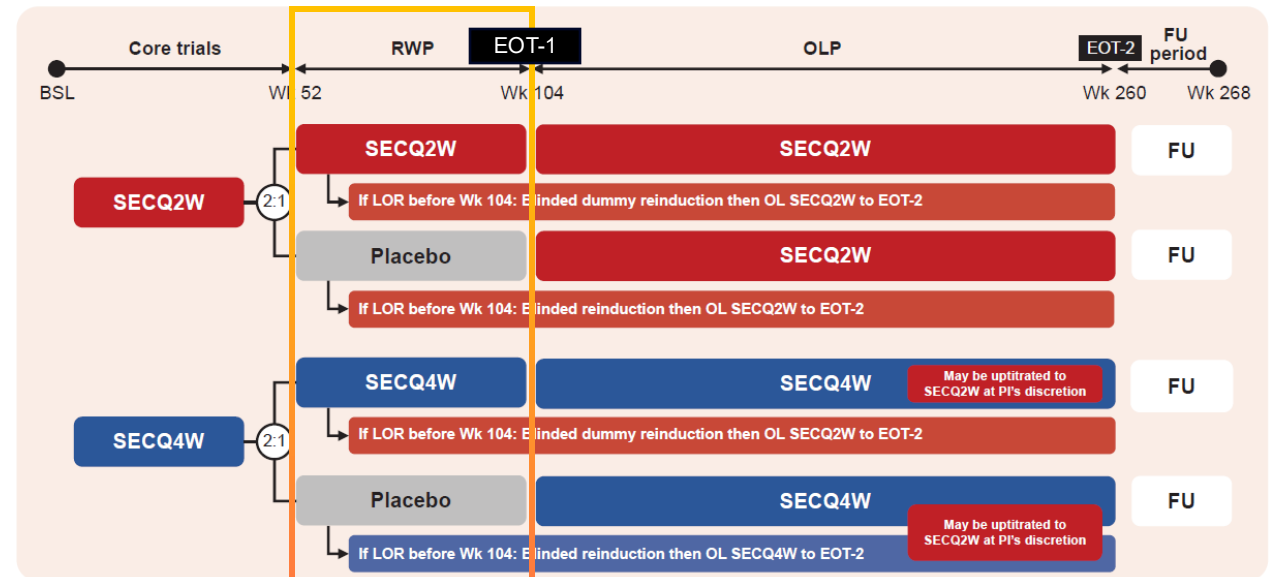 Core trials
RWP
EOT-1
OLP
EOT-2
FU
period
BSL
Wk 52
Wk 104
Wk 260
Wk 268
SECQ2W
2:1
SECQ2W
SECQ2W
FU
If LOR before Wk 104: Blinded dummy reinduction then OL SECQ2W to EOT-2
Placebo
SECQ2W
FU
If LOR before Wk 104: Blinded reinduction then OL SECQ2W to EOT-2
SECQ4W
2:1
SECQ4W
SECQ4W
May be uptitrated to
SECQ2W at PI's discretion
FU
If LOR before Wk 104: Blinded dummy reinduction then OL SECQ2W to EOT-2
Placebo
SECQ4W
FU
May be uptitrated to
SECQ2W at PI's discretion
If LOR before Wk 104: Blinded reinduction then OL SECQ4W to EOT-2